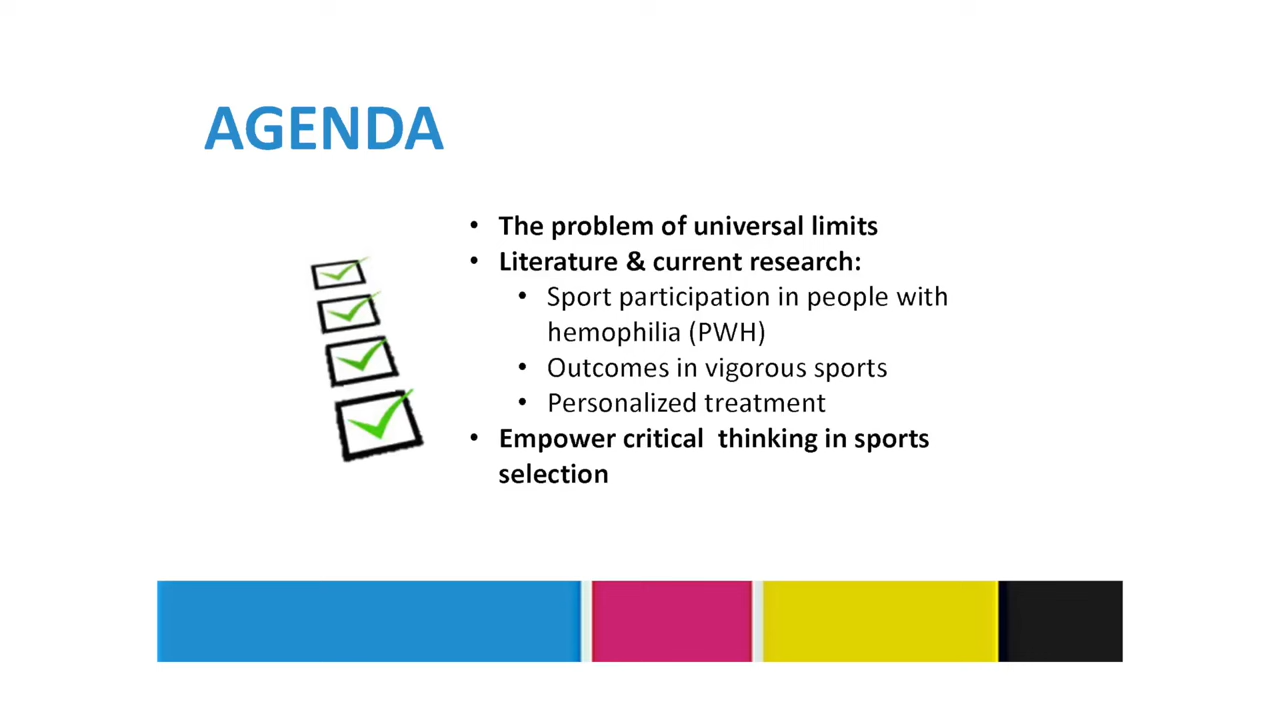 AGENDA
• The problem of universal limits
• Literature & current research:
• Sport participation in people with
hemophilia (PWH)
• Outcomes in vigorous sports
• Personalized treatment
• Empower critical  thinking in sports
selection